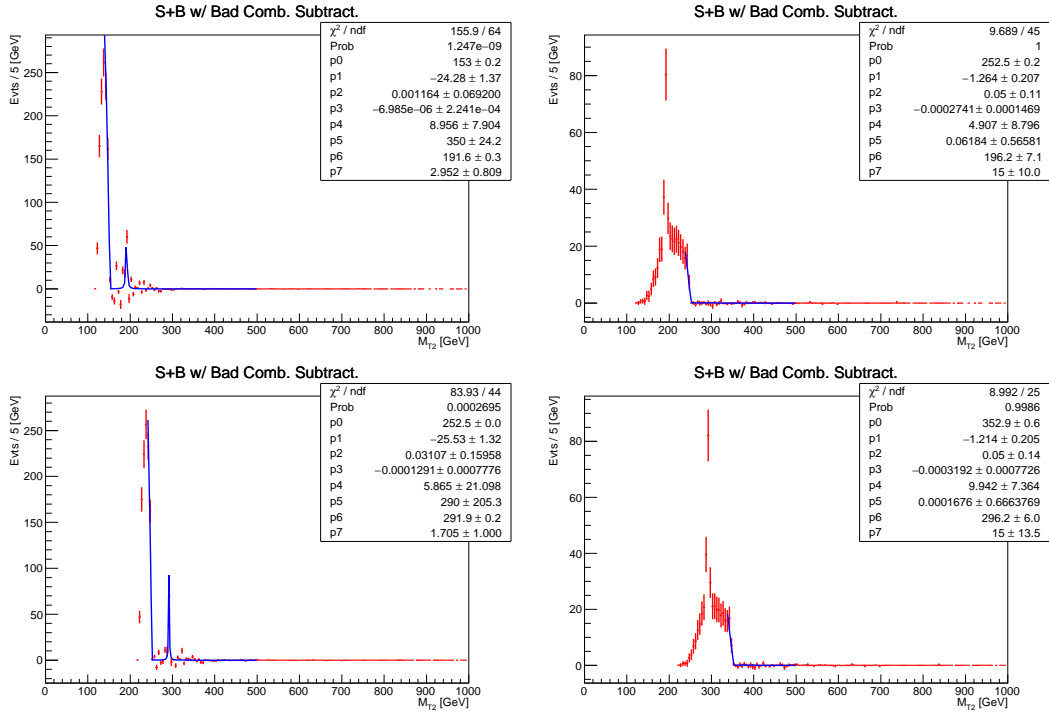 S+B w/ Bad Comb. Subtract.
χ² / ndf 155.9 / 64
Prob 1.247e−09
p0 153 ± 0.2
p1 −24.28 ± 1.37
p2 0.001164 ± 0.069200
p3 −6.985e−06 ± 2.241e−04
p4 8.956 ± 7.904
p5 350 ± 24.2
p6 191.6 ± 0.3
p7 2.952 ± 0.809
Evts / 5 [GeV]
250
200
150
100
50
0
0 100 200 300 400 500 600 700 800 900 1000
M_T2 [GeV]
S+B w/ Bad Comb. Subtract.
χ² / ndf 9.689 / 45
Prob 1
p0 252.5 ± 0.2
p1 −1.264 ± 0.207
p2 0.05 ± 0.11
p3 −0.0002741 ± 0.0001469
p4 4.907 ± 8.796
p5 0.06184 ± 0.56581
p6 196.2 ± 7.1
p7 15 ± 10.0
Evts / 5 [GeV]
80
60
40
20
0
0 100 200 300 400 500 600 700 800 900 1000
M_T2 [GeV]
S+B w/ Bad Comb. Subtract.
χ² / ndf 83.93 / 44
Prob 0.0002695
p0 252.5 ± 0.0
p1 −25.53 ± 1.32
p2 0.03107 ± 0.15958
p3 −0.0001291 ± 0.0007776
p4 5.865 ± 21.098
p5 290 ± 205.3
p6 291.9 ± 0.2
p7 1.705 ± 1.000
Evts / 5 [GeV]
250
200
150
100
50
0
0 100 200 300 400 500 600 700 800 900 1000
M_T2 [GeV]
S+B w/ Bad Comb. Subtract.
χ² / ndf 8.992 / 25
Prob 0.9986
p0 352.9 ± 0.6
p1 −1.214 ± 0.205
p2 0.05 ± 0.14
p3 −0.0003192 ± 0.0007726
p4 9.942 ± 7.364
p5 0.0001676 ± 0.6663769
p6 296.2 ± 6.0
p7 15 ± 13.5
Evts / 5 [GeV]
80
60
40
20
0
0 100 200 300 400 500 600 700 800 900 1000
M_T2 [GeV]